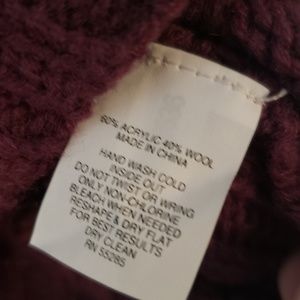 60% ACRYLIC 40% WOOL
MADE IN CHINA
HAND WASH COLD
INSIDE OUT
DO NOT TWIST OR WRING
ONLY NON-CHLORINE
BLEACH WHEN NEEDED
RESHAPE & DRY FLAT
FOR BEST RESULTS
DRY CLEAN
RN 55285